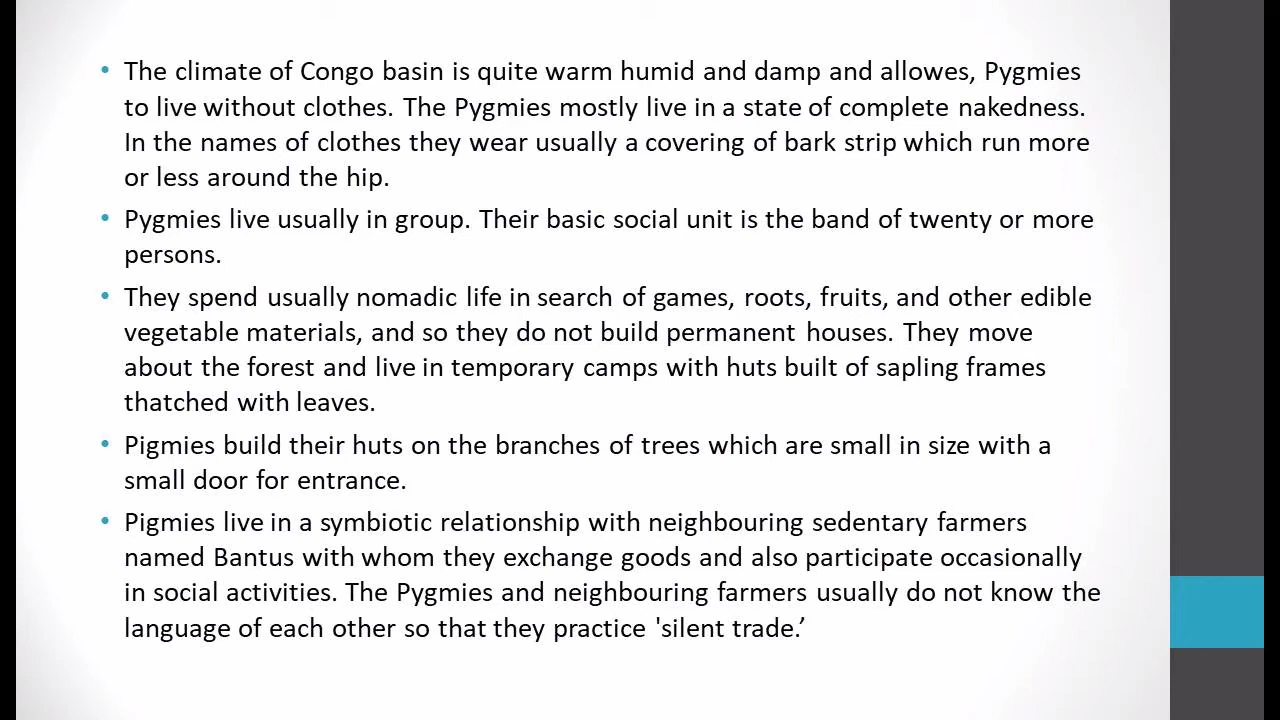 • The climate of Congo basin is quite warm humid and damp and allowes, Pygmies
to live without clothes. The Pygmies mostly live in a state of complete nakedness.
In the names of clothes they wear usually a covering of bark strip which run more
or less around the hip.
• Pygmies live usually in group. Their basic social unit is the band of twenty or more
persons.
• They spend usually nomadic life in search of games, roots, fruits, and other edible
vegetable materials, and so they do not build permanent houses. They move
about the forest and live in temporary camps with huts built of sapling frames
thatched with leaves.
• Pigmies build their huts on the branches of trees which are small in size with a
small door for entrance.
• Pigmies live in a symbiotic relationship with neighbouring sedentary farmers
named Bantus with whom they exchange goods and also participate occasionally
in social activities. The Pygmies and neighbouring farmers usually do not know the
language of each other so that they practice 'silent trade.’